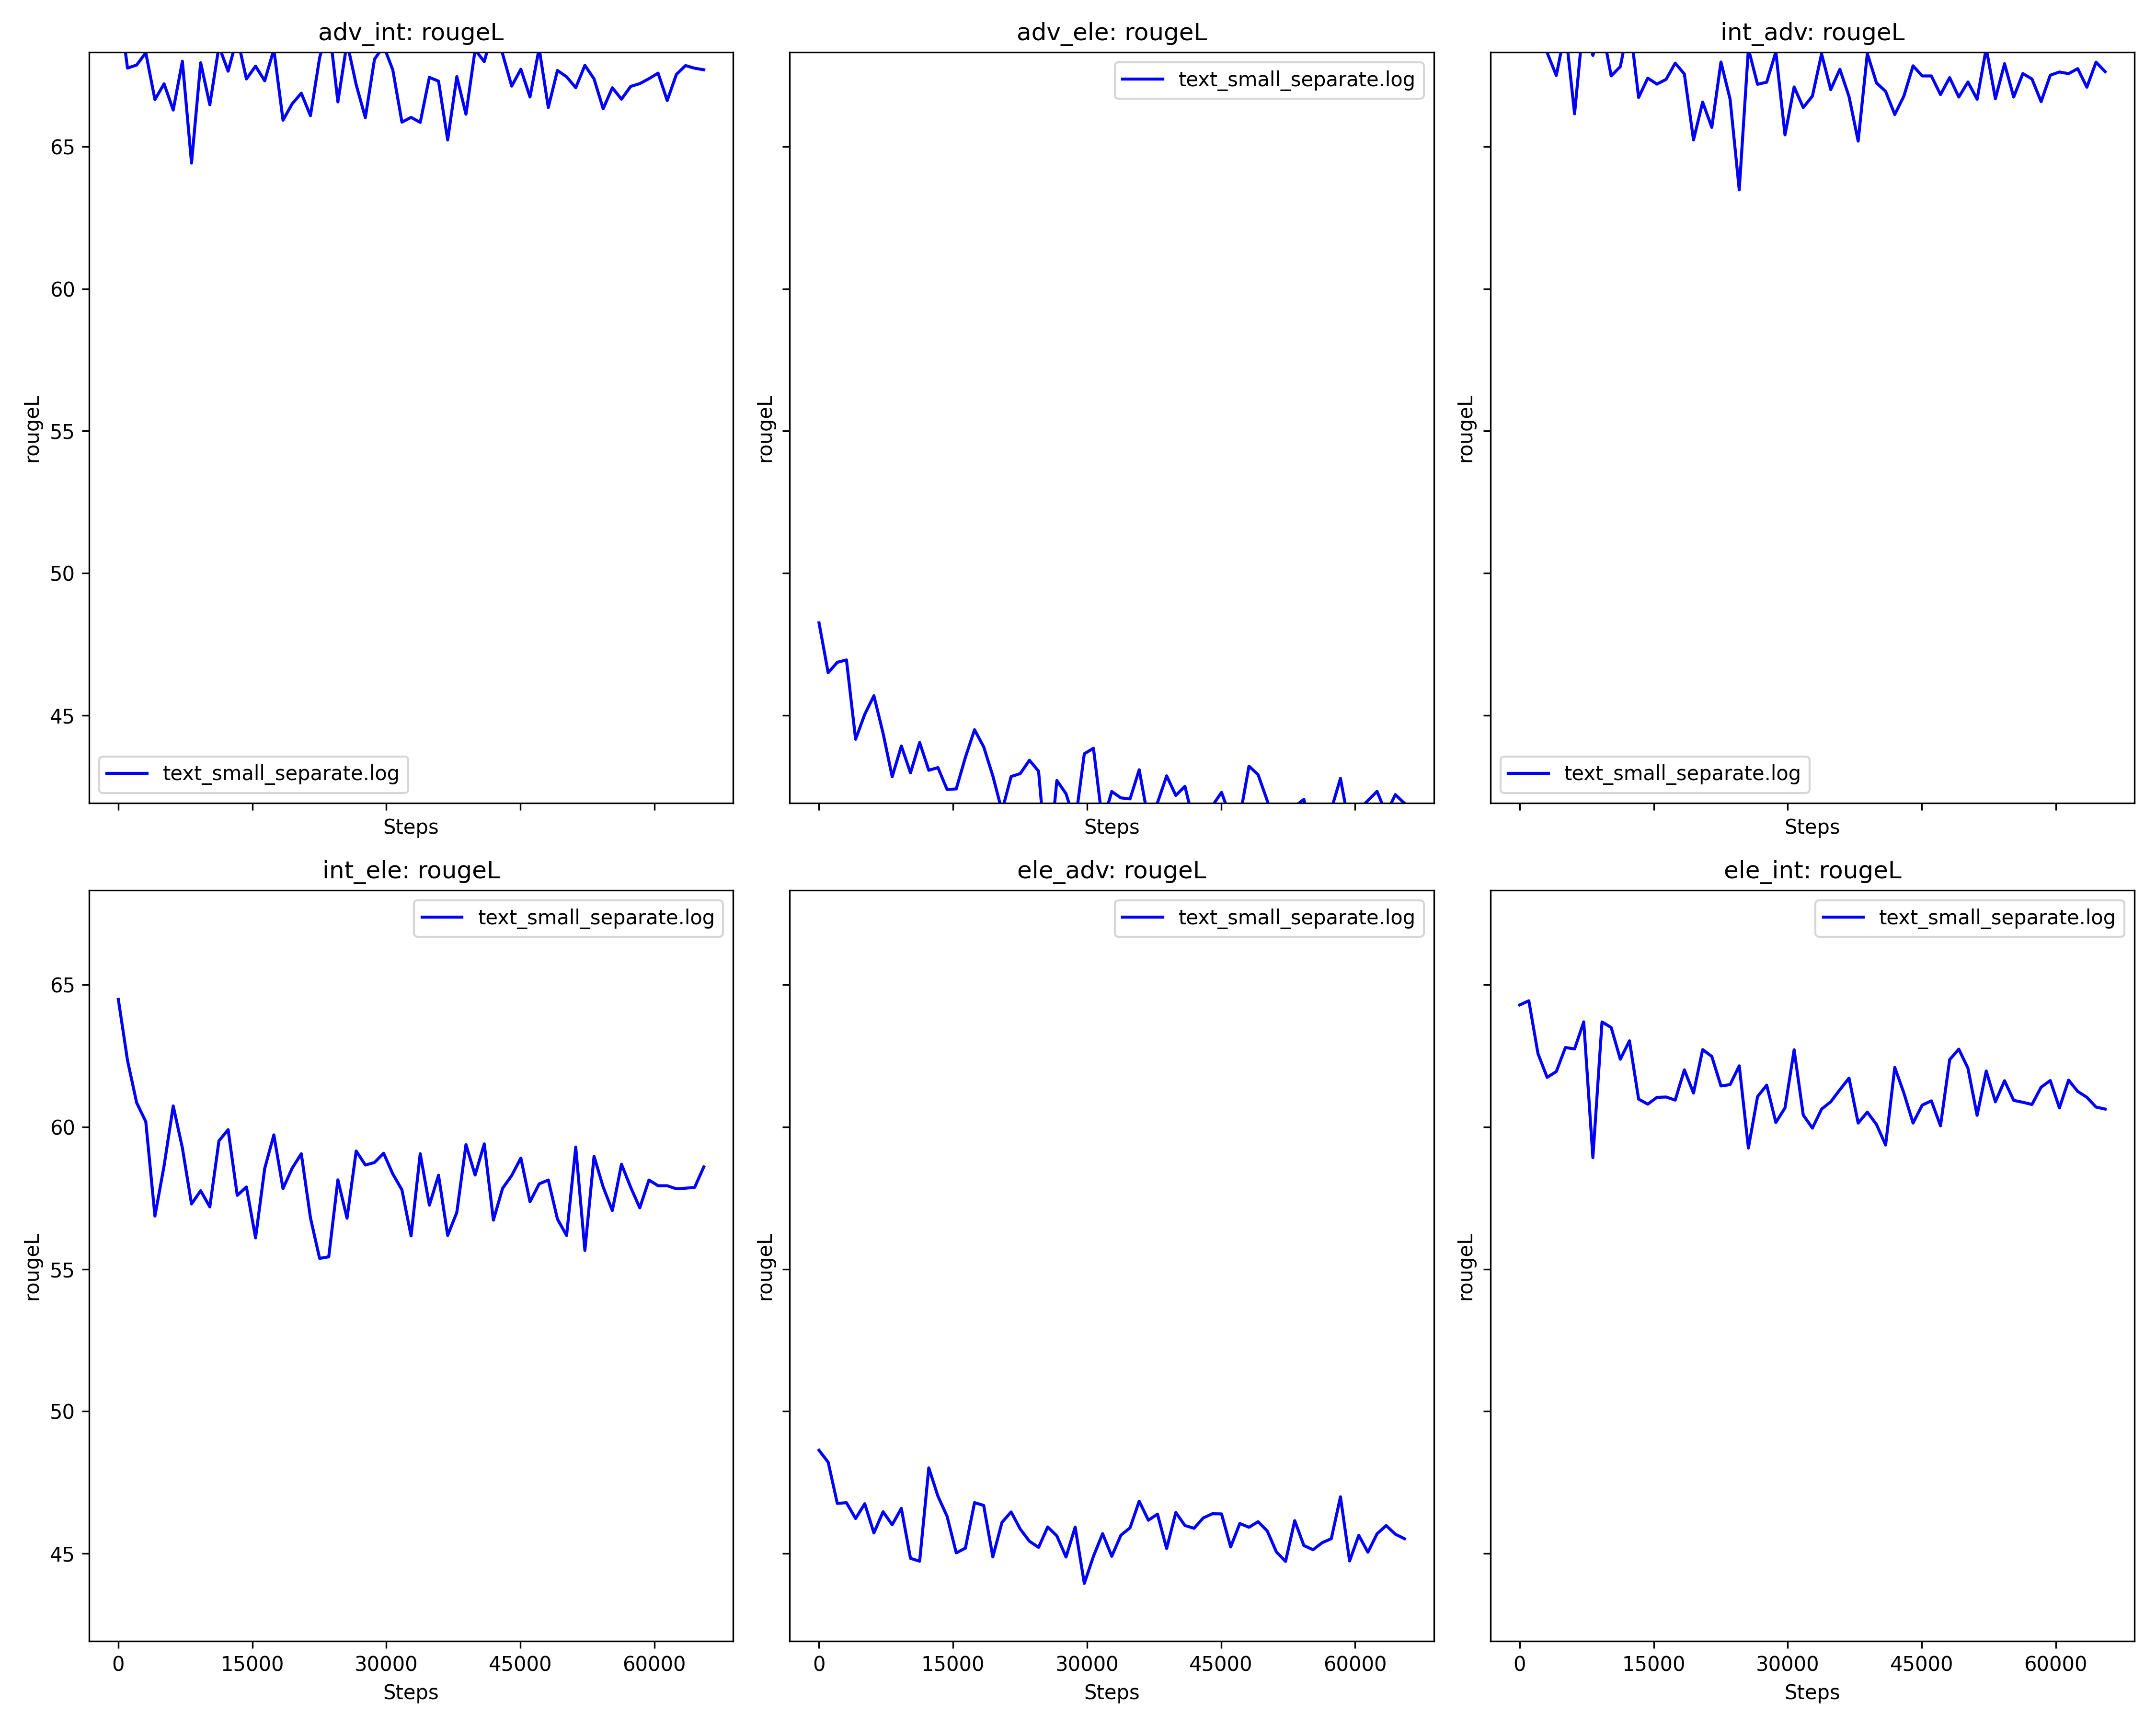 adv_int: rougeL
adv_ele: rougeL
int_adv: rougeL
65
60
55
50
45
rougeL
rougeL
rougeL
text_small_separate.log
text_small_separate.log
text_small_separate.log
Steps
Steps
Steps
int_ele: rougeL
ele_adv: rougeL
ele_int: rougeL
text_small_separate.log
text_small_separate.log
text_small_separate.log
65
60
55
50
45
rougeL
rougeL
rougeL
0 15000 30000 45000 60000
0 15000 30000 45000 60000
0 15000 30000 45000 60000
Steps
Steps
Steps